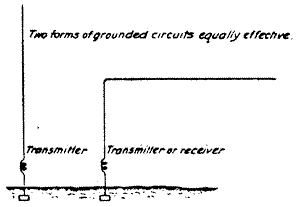 Two forms of grounded circuits equally effective.
Transmitter
Transmitter or receiver